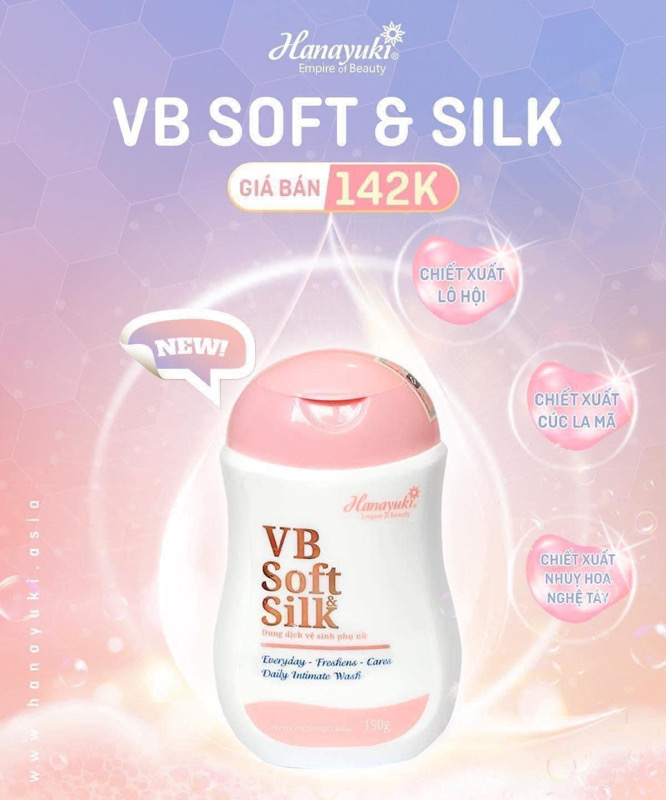 Hanayuki®
Empire of Beauty
VB SOFT & SILK
GIÁ BÁN 142K
CHIẾT XUẤT
LÔ HỘI
NEW!
CHIẾT XUẤT
CÚC LA MÃ
Hanayuki®
Empire of Beauty
VB
Soft
&
Silk
Dung dịch vệ sinh phụ nữ
Everyday - Freshens - Cares
Daily Intimate Wash
CHIẾT XUẤT
NHUỴ HOA
NGHỆ TÂY
150g
www.hanayuki.asia